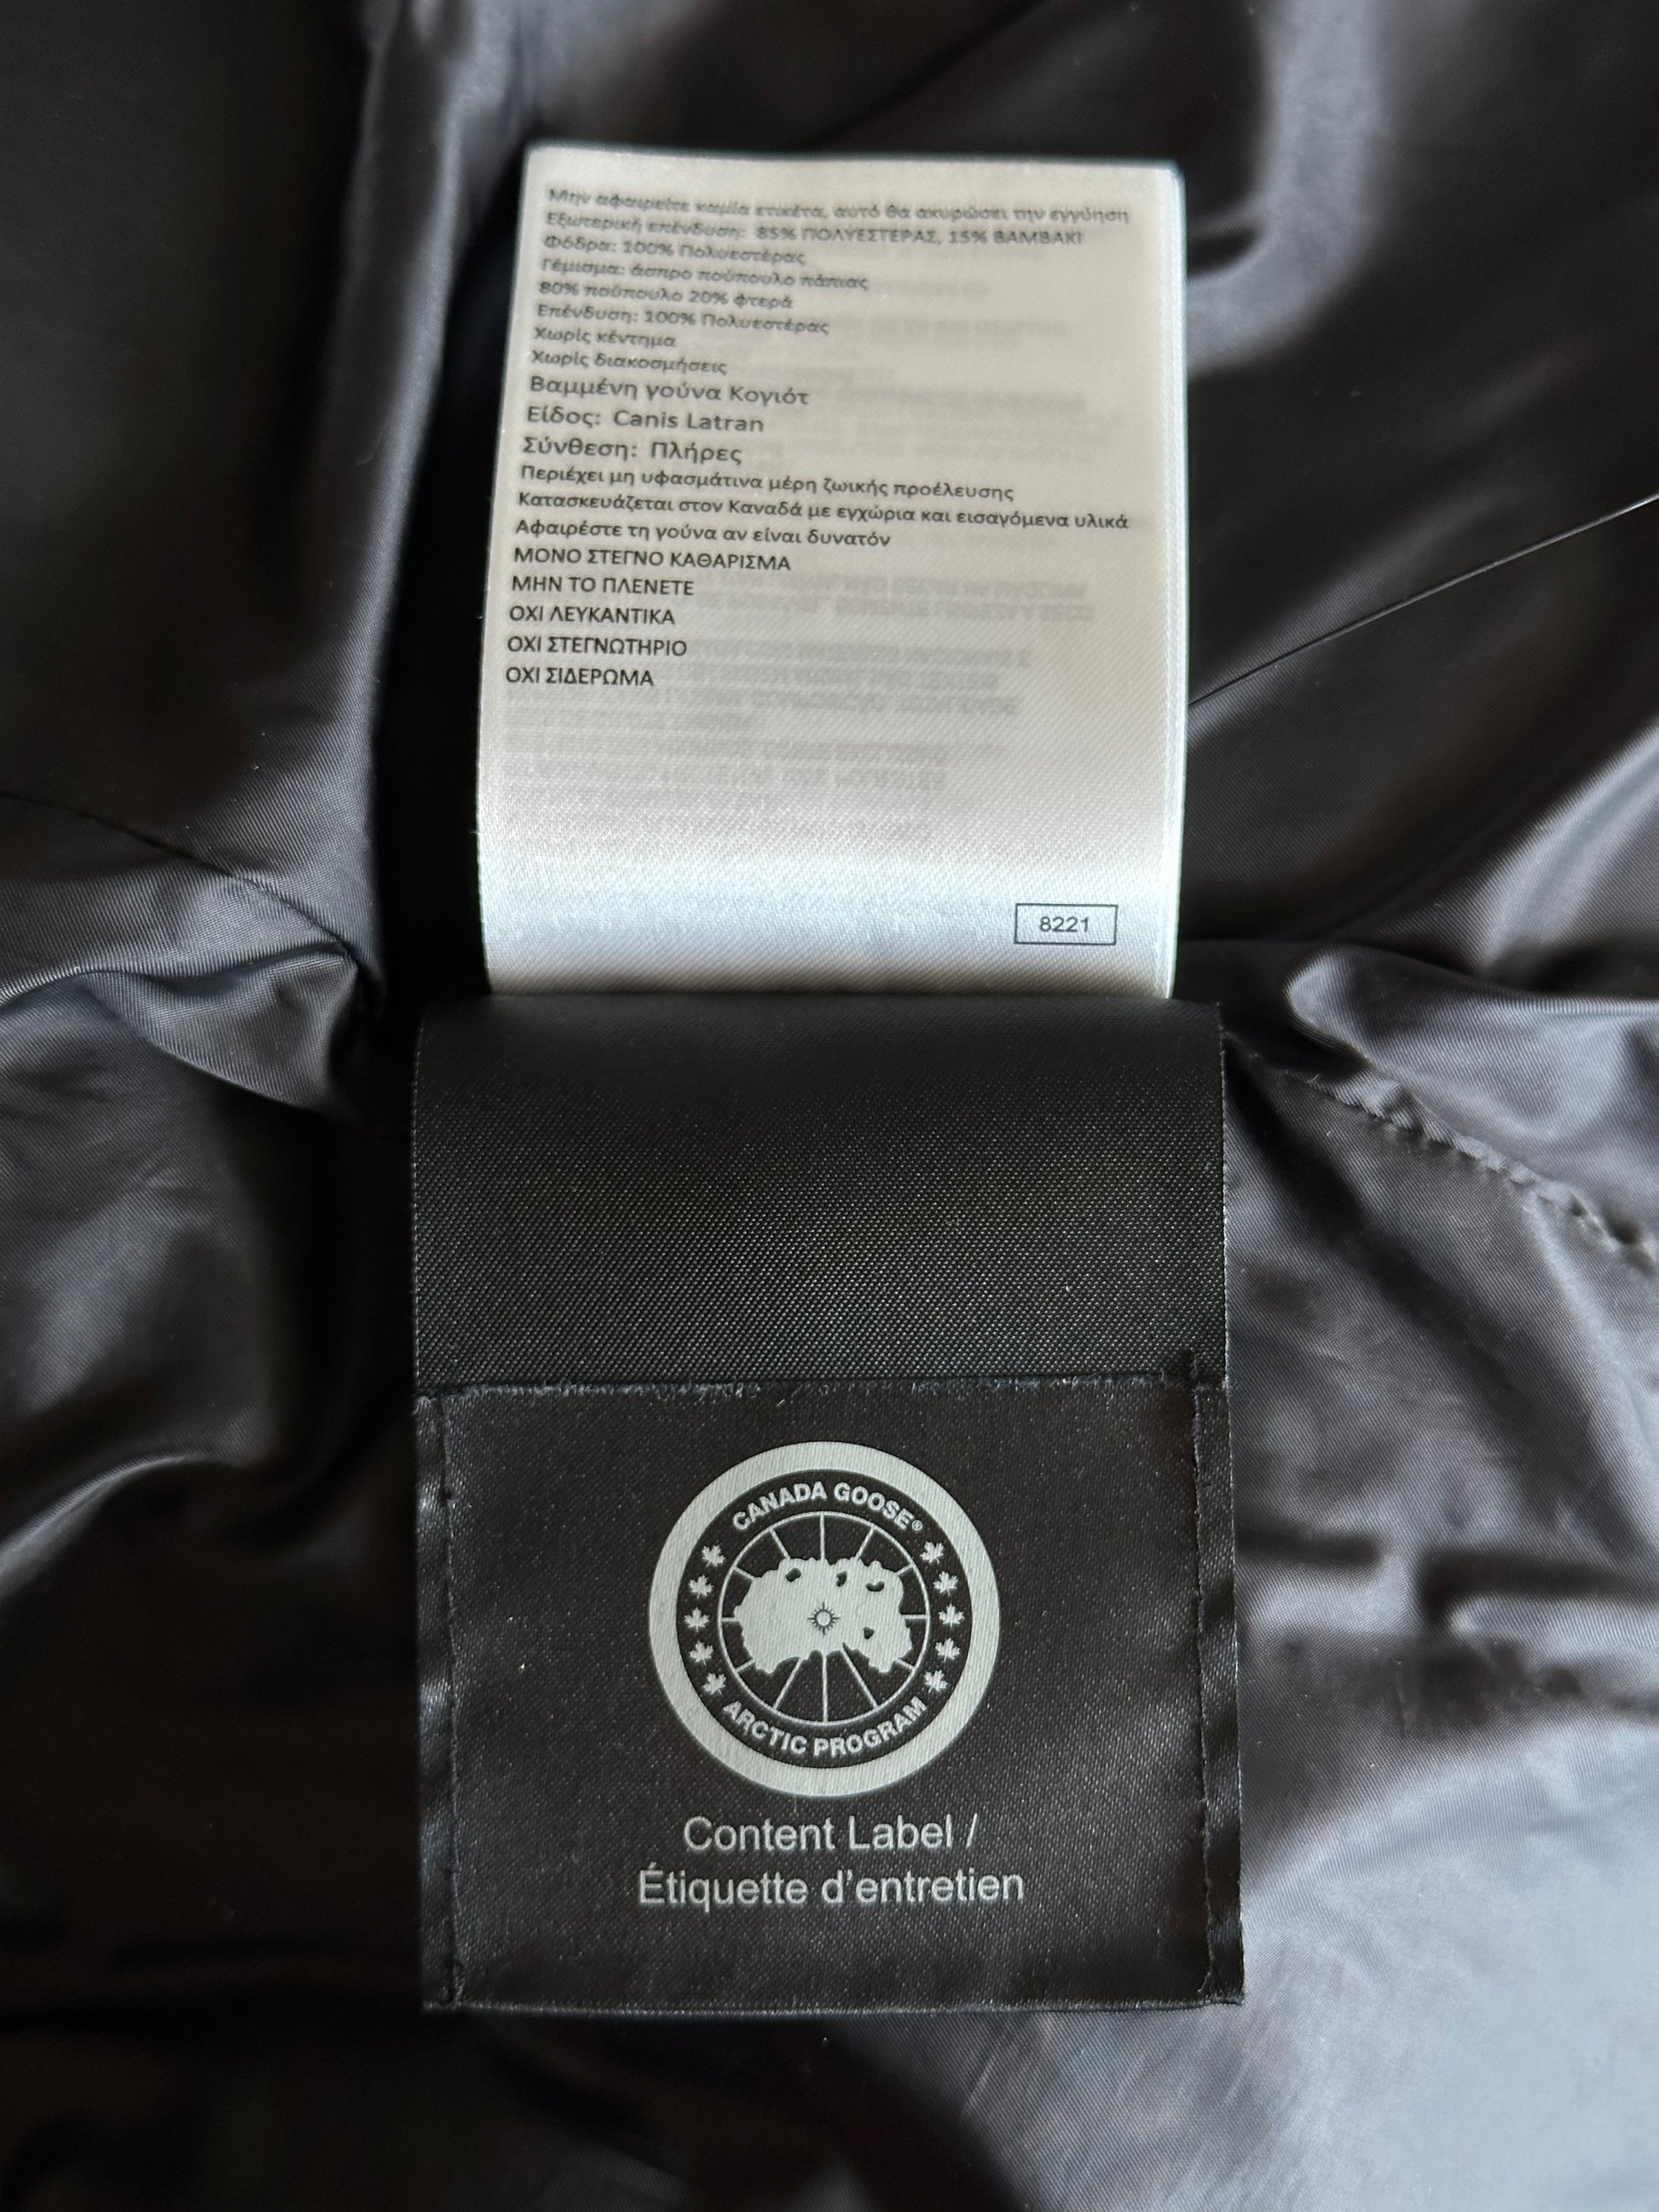 Μην αφαιρείτε καμία ετικέτα, αυτό θα ακυρώσει την εγγύηση
Εξωτερική επένδυση: 85% ΠΟΛΥΕΣΤΕΡΑΣ, 15% ΒΑΜΒΑΚΙ
Φόδρα: 100% Πολυεστέρας
Γέμισμα: άσπρο πούπουλο πάπιας
80% πούπουλο 20% φτερά
Επένδυση: 100% Πολυεστέρας
Χωρίς κέντημα
Χωρίς διακοσμήσεις
Βαμμένη γούνα Κογιότ
Είδος: Canis Latran
Σύνθεση: Πλήρες
Περιέχει μη υφασμάτινα μέρη ζωικής προέλευσης
Κατασκευάζεται στον Καναδά με εγχώρια και εισαγόμενα υλικά
Αφαιρέστε τη γούνα αν είναι δυνατόν
ΜΟΝΟ ΣΤΕΓΝΟ ΚΑΘΑΡΙΣΜΑ
ΜΗΝ ΤΟ ΠΛΕΝΕΤΕ
ΟΧΙ ΛΕΥΚΑΝΤΙΚΑ
ΟΧΙ ΣΤΕΓΝΩΤΗΡΙΟ
ΟΧΙ ΣΙΔΕΡΩΜΑ
8221
CANADA GOOSE®
ARCTIC PROGRAM
Content Label /
Étiquette d'entretien